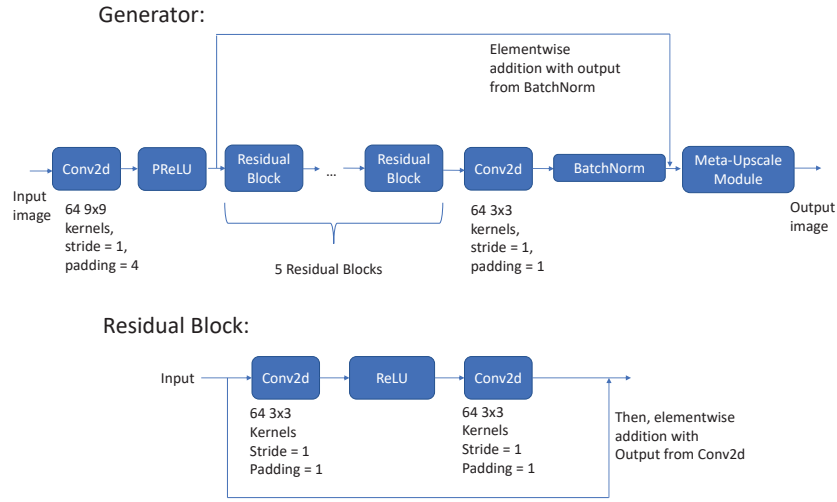 Generator:
Elementwise
addition with output
from BatchNorm
Input
image
Conv2d
PReLU
Residual
Block
...
Residual
Block
Conv2d
BatchNorm
Meta-Upscale
Module
Output
image
64 9x9
kernels,
stride = 1,
padding = 4
5 Residual Blocks
64 3x3
kernels,
stride = 1,
padding = 1
Residual Block:
Input
Conv2d
ReLU
Conv2d
64 3x3
Kernels
Stride = 1
Padding = 1
64 3x3
Kernels
Stride = 1
Padding = 1
Then, elementwise
addition with
Output from Conv2d